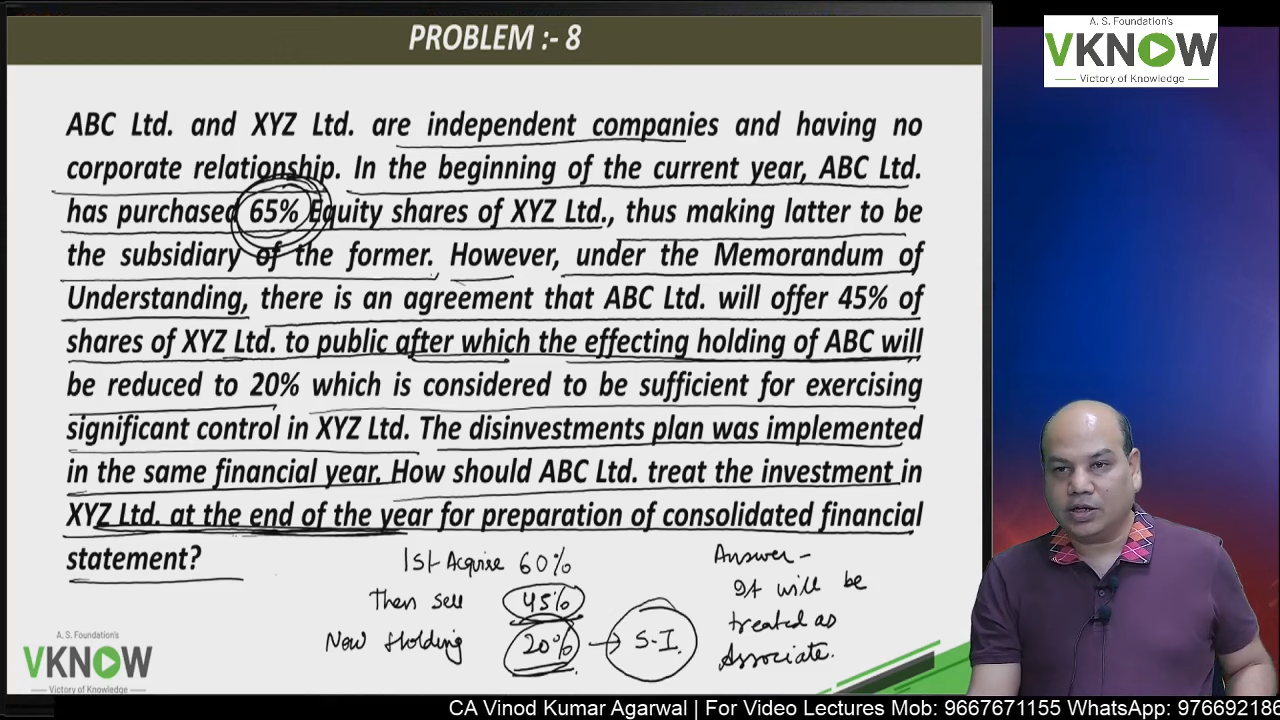 PROBLEM :- 8
A. S. Foundation's
VKNOW
Victory of Knowledge
ABC Ltd. and XYZ Ltd. are independent companies and having no
corporate relationship. In the beginning of the current year, ABC Ltd.
has purchased 65% Equity shares of XYZ Ltd., thus making latter to be
the subsidiary of the former. However, under the Memorandum of
Understanding, there is an agreement that ABC Ltd. will offer 45% of
shares of XYZ Ltd. to public after which the effecting holding of ABC will
be reduced to 20% which is considered to be sufficient for exercising
significant control in XYZ Ltd. The disinvestments plan was implemented
in the same financial year. How should ABC Ltd. treat the investment in
XYZ Ltd. at the end of the year for preparation of consolidated financial
statement?
1st Acquire 60%
Then sell 45%
Now Holding 20% → S.I.
Answer -
It will be
treated as
Associate.
A. S. Foundation's
VKNOW
Victory of Knowledge
CA Vinod Kumar Agarwal | For Video Lectures Mob: 9667671155 WhatsApp: 976692186